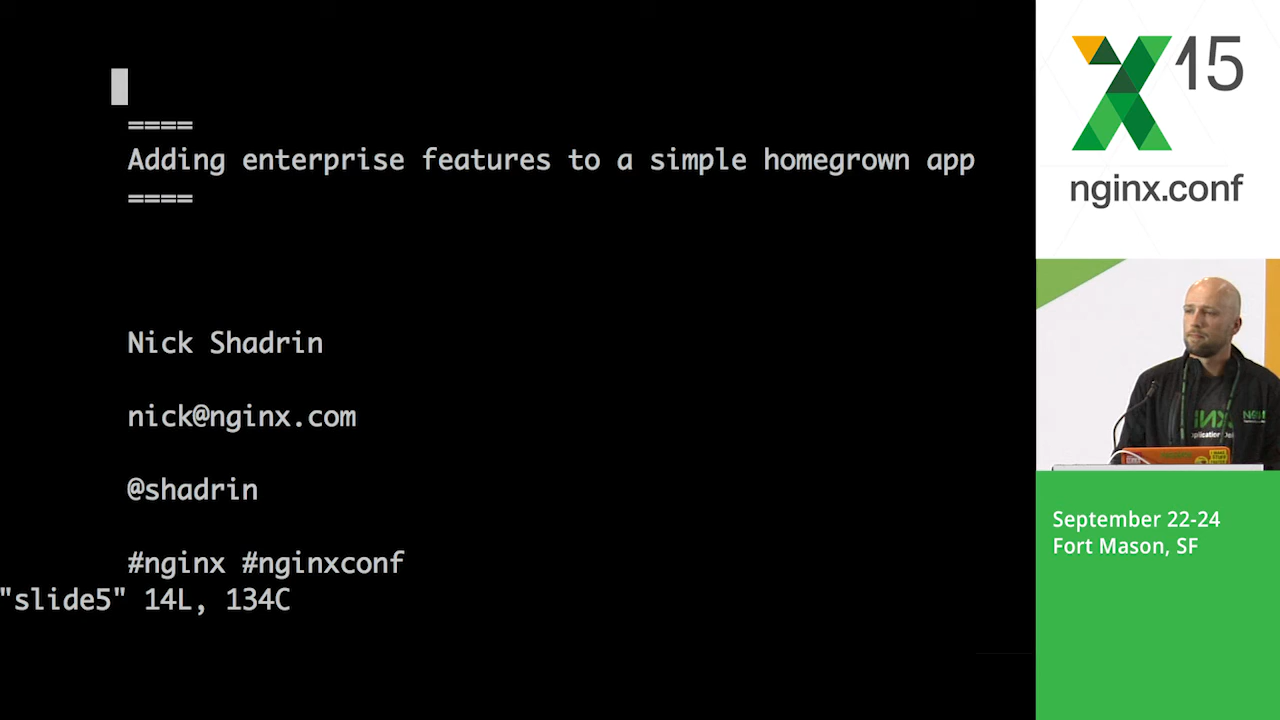 ====
Adding enterprise features to a simple homegrown app
====
Nick Shadrin
nick@nginx.com
@shadrin
#nginx #nginxconf
"slide5" 14L, 134C
15
nginx.conf
September 22-24
Fort Mason, SF